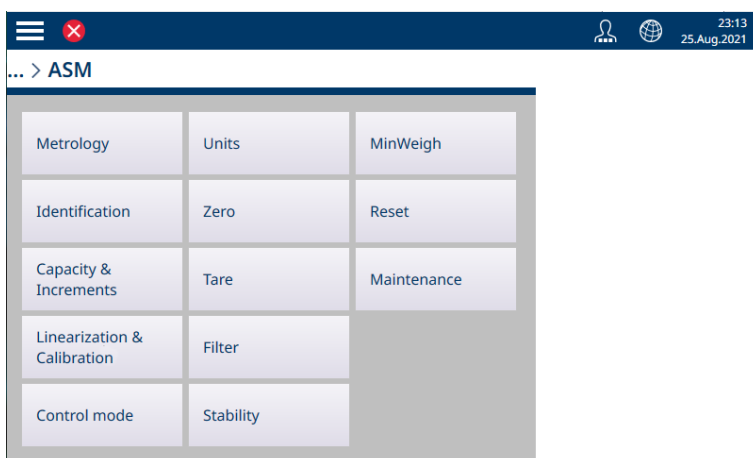 23:13
25.Aug.2021
... > ASM
Metrology
Units
MinWeigh
Identification
Zero
Reset
Capacity &
Increments
Tare
Maintenance
Linearization &
Calibration
Filter
Control mode
Stability